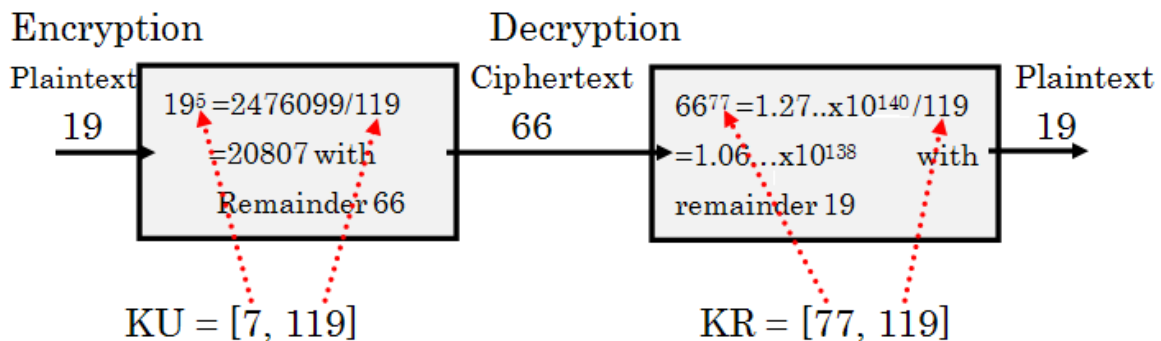 Encryption
Decryption
Plaintext
19
19⁵=2476099/119
=20807 with
Remainder 66
Ciphertext
66
66⁷⁷=1.27..x10¹⁴⁰/119
=1.06...x10¹³⁸ with
remainder 19
Plaintext
19
KU = [7, 119]
KR = [77, 119]